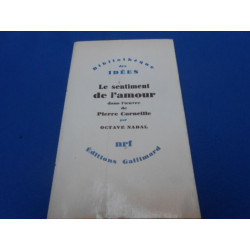 Bibliothèque
des
IDÉES
Le sentiment
de l'amour
dans l'œuvre
de
Pierre Corneille
par
OCTAVE NADAL
nrf
Éditions Gallimard